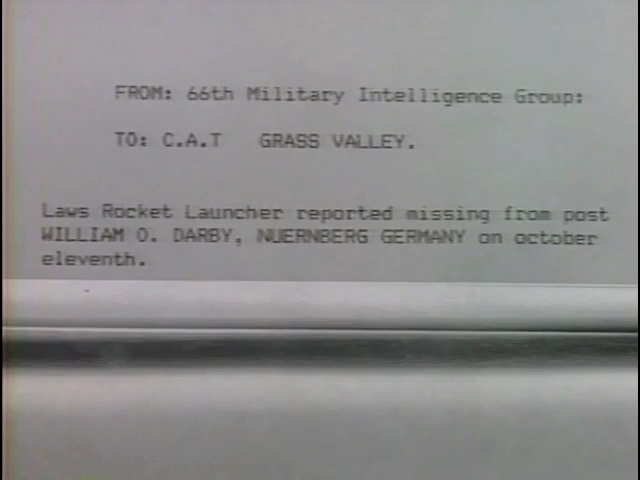 FROM: 66th Military Intelligence Group:
TO: C.A.T GRASS VALLEY.
Laws Rocket Launcher reported missing from post
WILLIAM O. DARBY, NUERNBERG GERMANY on october
eleventh.